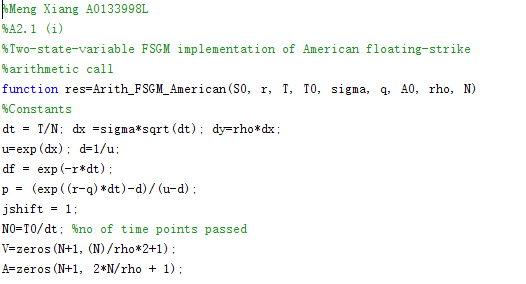 %Meng Xiang A0133998L
%A2.1 (i)
%Two-state-variable FSGM implementation of American floating-strike
%arithmetic call
function res=Arith_FSGM_American(S0, r, T, T0, sigma, q, A0, rho, N)
%Constants
dt = T/N; dx =sigma*sqrt(dt); dy=rho*dx;
u=exp(dx); d=1/u;
df = exp(-r*dt);
p = (exp((r-q)*dt)-d)/(u-d);
jshift = 1;
N0=T0/dt; %no of time points passed
V=zeros(N+1,(N)/rho*2+1);
A=zeros(N+1, 2*N/rho + 1);